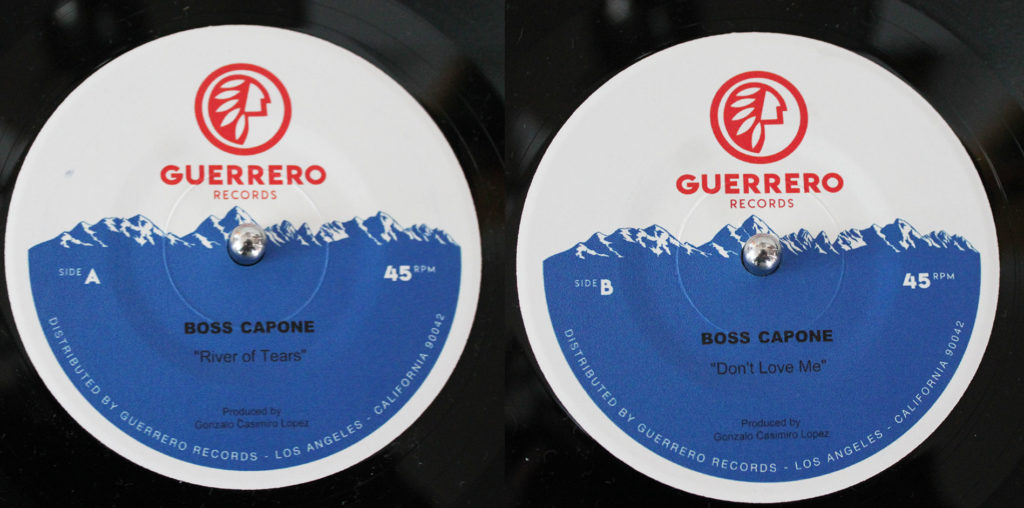 GUERRERO
RECORDS
SIDE A
45 RPM
BOSS CAPONE
"River of Tears"
Produced by
Gonzalo Casimiro Lopez
DISTRIBUTED BY GUERRERO RECORDS - LOS ANGELES - CALIFORNIA 90042
GUERRERO
RECORDS
SIDE B
45 RPM
BOSS CAPONE
"Don't Love Me"
Produced by
Gonzalo Casimiro Lopez
DISTRIBUTED BY GUERRERO RECORDS - LOS ANGELES - CALIFORNIA 90042